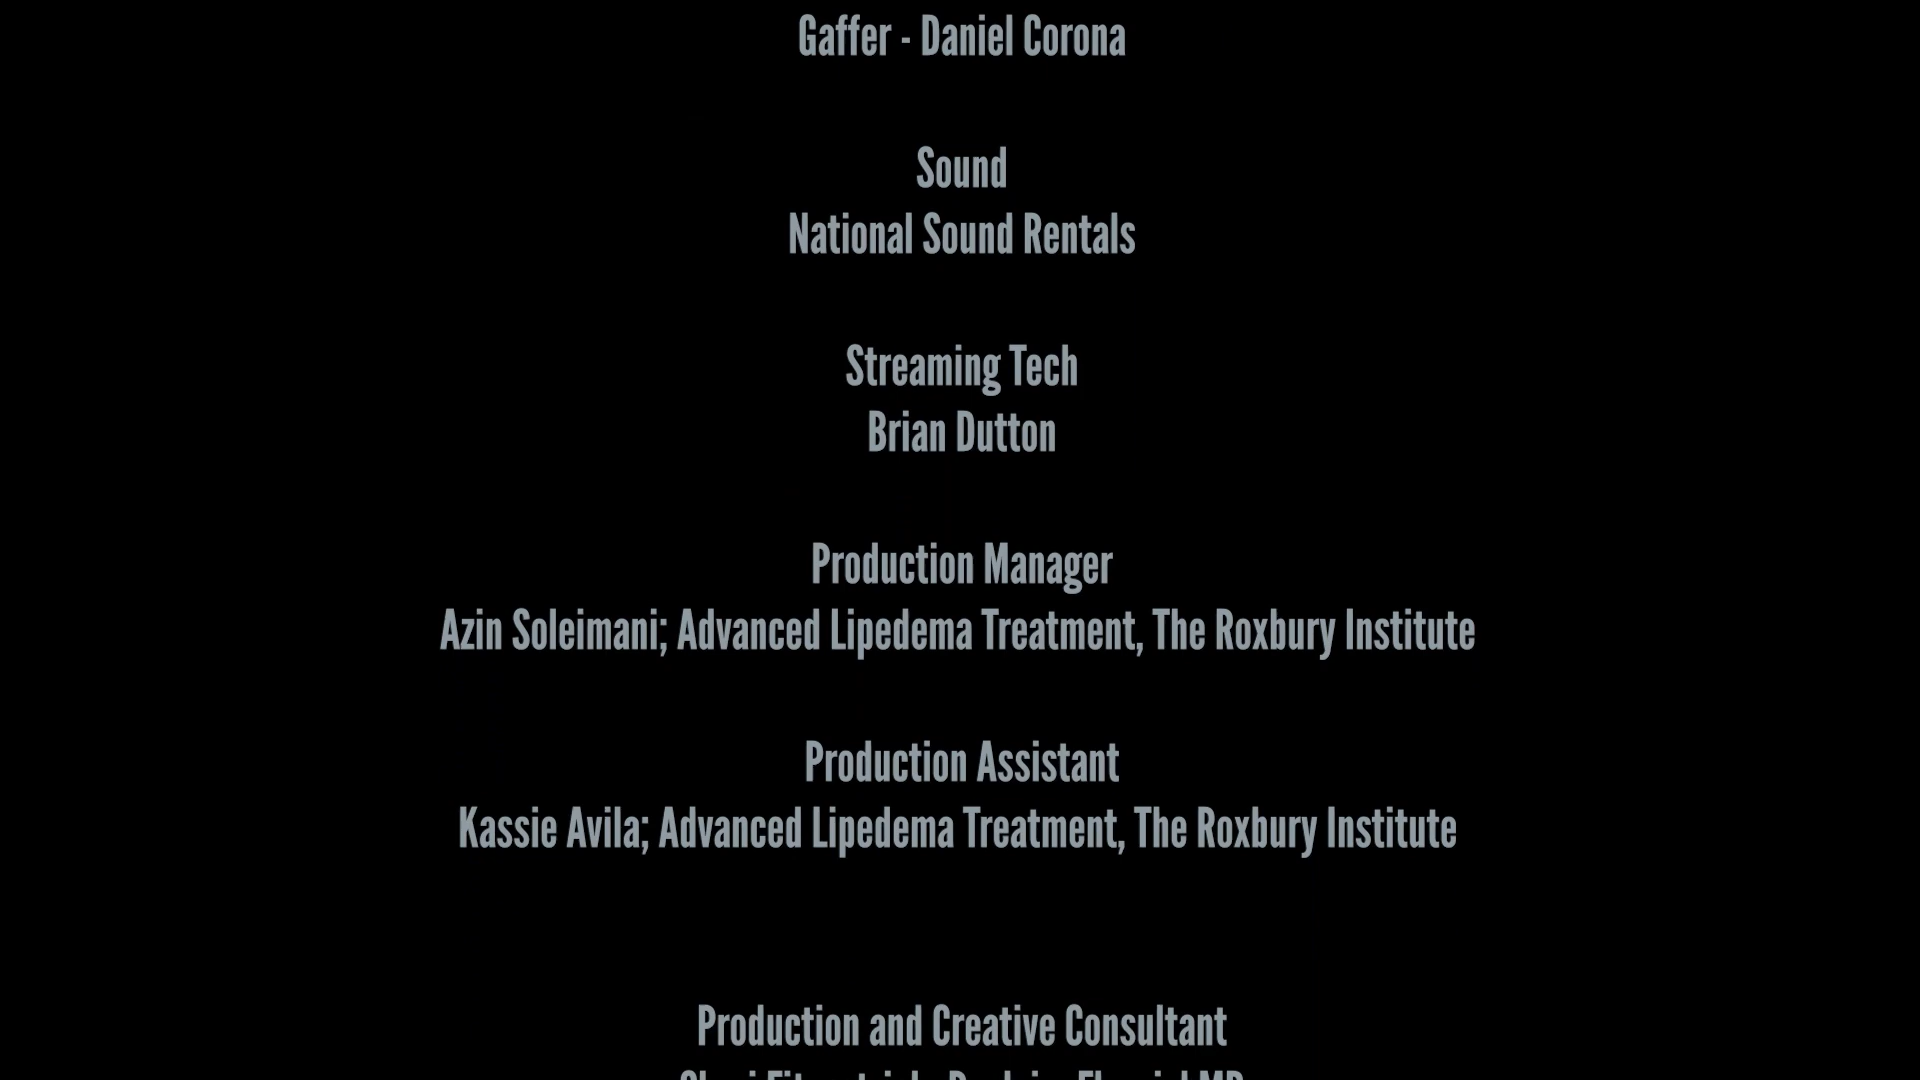 Gaffer - Daniel Corona
Sound
National Sound Rentals
Streaming Tech
Brian Dutton
Production Manager
Azin Soleimani; Advanced Lipedema Treatment, The Roxbury Institute
Production Assistant
Kassie Avila; Advanced Lipedema Treatment, The Roxbury Institute
Production and Creative Consultant